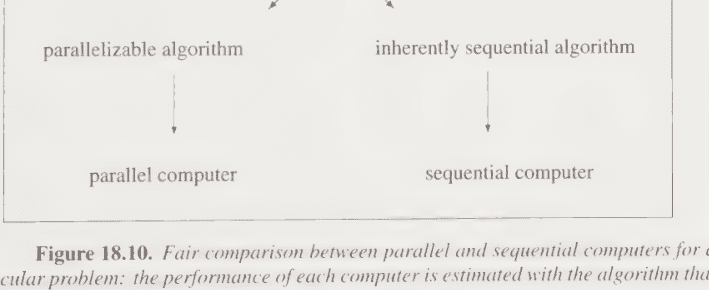 parallelizable algorithm inherently sequential algorithm
parallel computer sequential computer
Figure 18.10. Fair comparison between parallel and sequential computers for a
cular problem: the performance of each computer is estimated with the algorithm tha